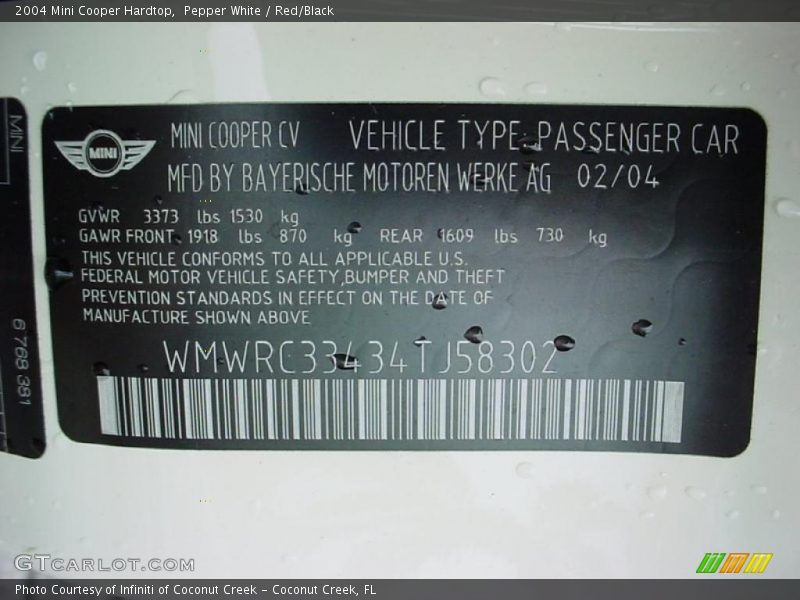 2004 Mini Cooper Hardtop,  Pepper White / Red/Black
MINI
6 768 381
MINI
MINI COOPER CV VEHICLE TYPE: PASSENGER CAR
MFD BY BAYERISCHE MOTOREN WERKE AG 02/04
GVWR 3373 lbs 1530 kg
GAWR FRONT 1918 lbs 870 kg REAR 1609 lbs 730 kg
THIS VEHICLE CONFORMS TO ALL APPLICABLE U.S.
FEDERAL MOTOR VEHICLE SAFETY,BUMPER AND THEFT
PREVENTION STANDARDS IN EFFECT ON THE DATE OF
MANUFACTURE SHOWN ABOVE
WMWRC33434TJ58302
GTCARLOT.COM
Photo Courtesy of Infiniti of Coconut Creek – Coconut Creek, FL